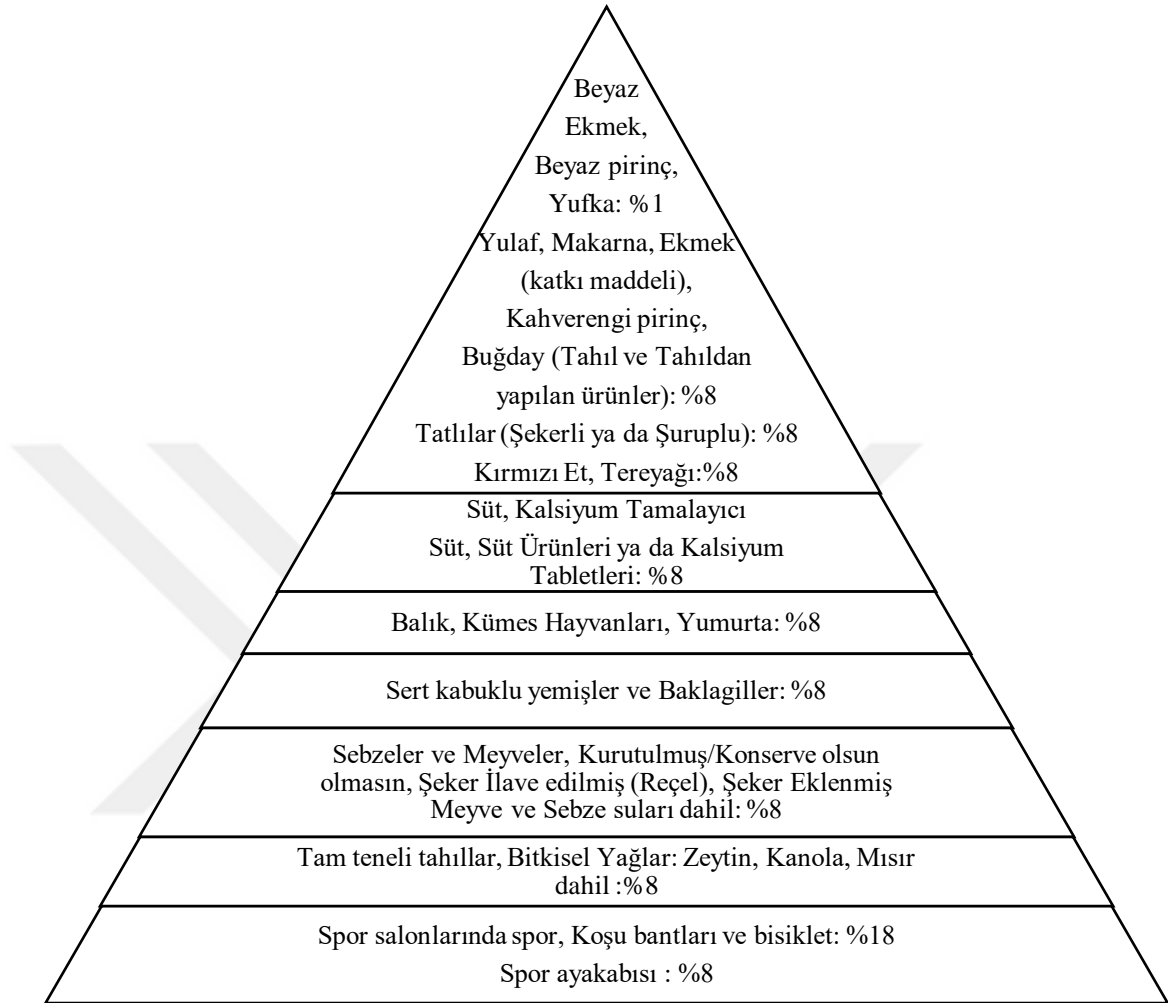 Beyaz
Ekmek,
Beyaz pirinç,
Yufka: %1
Yulaf, Makarna, Ekmek
(katkı maddeli),
Kahverengi pirinç,
Buğday (Tahıl ve Tahıldan
yapılan ürünler): %8
Tatlılar (Şekerli ya da Şuruplu): %8
Kırmızı Et, Tereyağı:%8
Süt, Kalsiyum Tamalayıcı
Süt, Süt Ürünleri ya da Kalsiyum
Tabletleri: %8
Balık, Kümes Hayvanları, Yumurta: %8
Sert kabuklu yemişler ve Baklagiller: %8
Sebzeler ve Meyveler, Kurutulmuş/Konserve olsun
olmasın, Şeker İlave edilmiş (Reçel), Şeker Eklenmiş
Meyve ve Sebze suları dahil: %8
Tam teneli tahıllar, Bitkisel Yağlar: Zeytin, Kanola, Mısır
dahil :%8
Spor salonlarında spor, Koşu bantları ve bisiklet: %18
Spor ayakabısı : %8